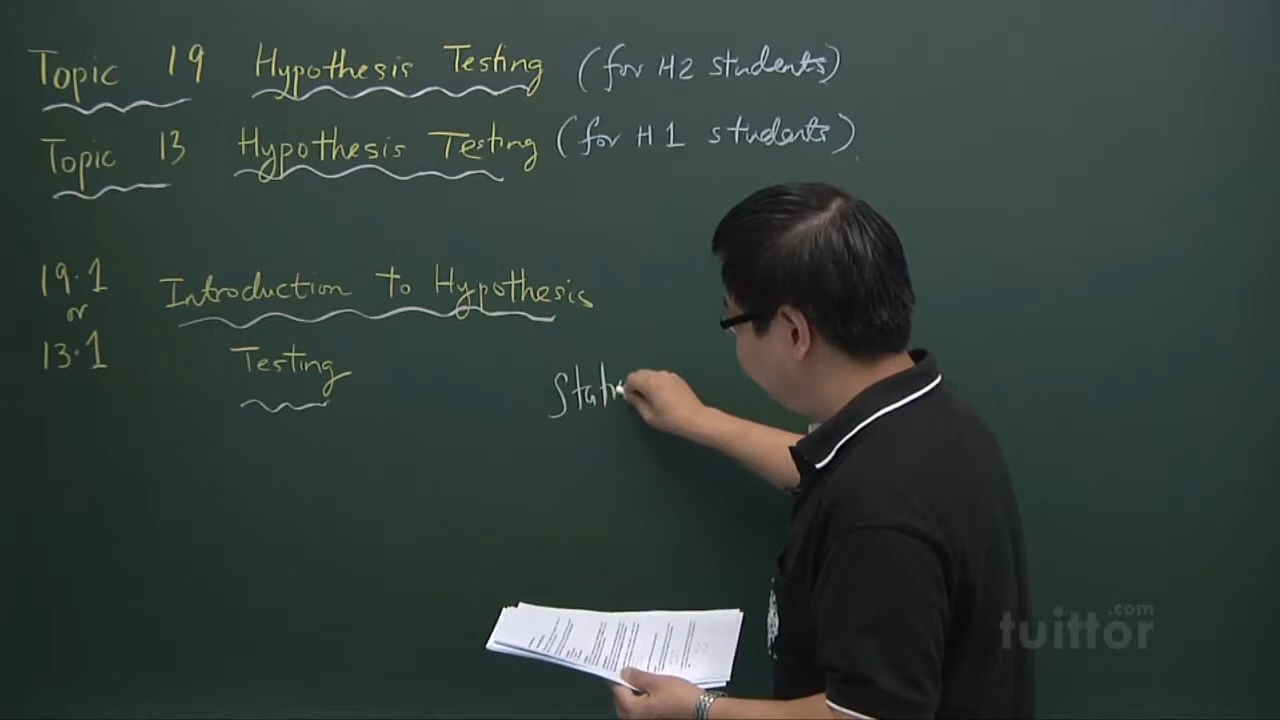 Topic 19 Hypothesis Testing (for H2 students)
Topic 13 Hypothesis Testing (for H1 students)
19.1 Introduction to Hypothesis
or
13.1 Testing
tuittor.com